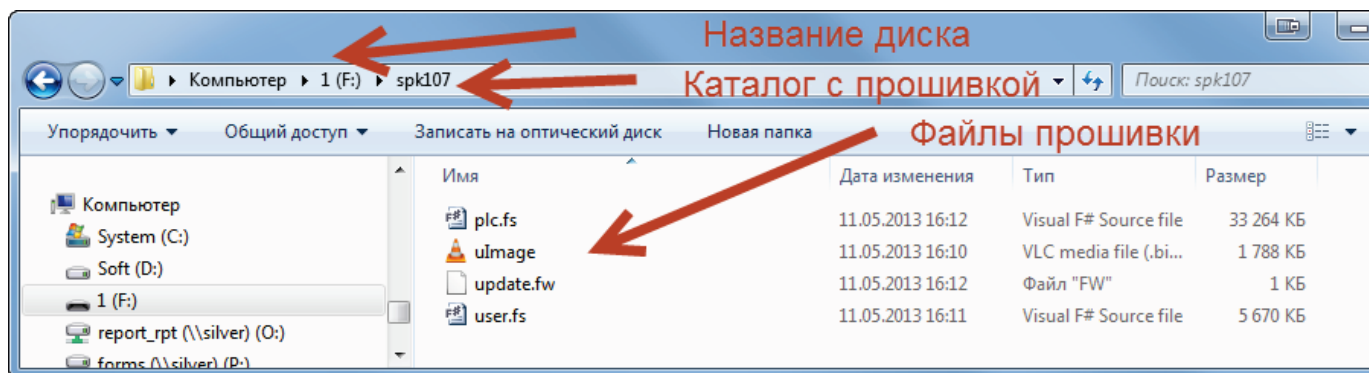 Название диска
Компьютер 1 (F:) spk107
Каталог с прошивкой
Поиск: spk107
Упорядочить Общий доступ Записать на оптический диск Новая папка
Файлы прошивки
Имя Дата изменения Тип Размер
Компьютер
System (C:)
Soft (D:)
1 (F:)
report_rpt (\\silver) (O:)
forms (\\silver) (P:)
plc.fs 11.05.2013 16:12 Visual F# Source file 33 264 КБ
uImage 11.05.2013 16:10 VLC media file (.bi... 1 788 КБ
update.fw 11.05.2013 16:12 Файл "FW" 1 КБ
user.fs 11.05.2013 16:11 Visual F# Source file 5 670 КБ